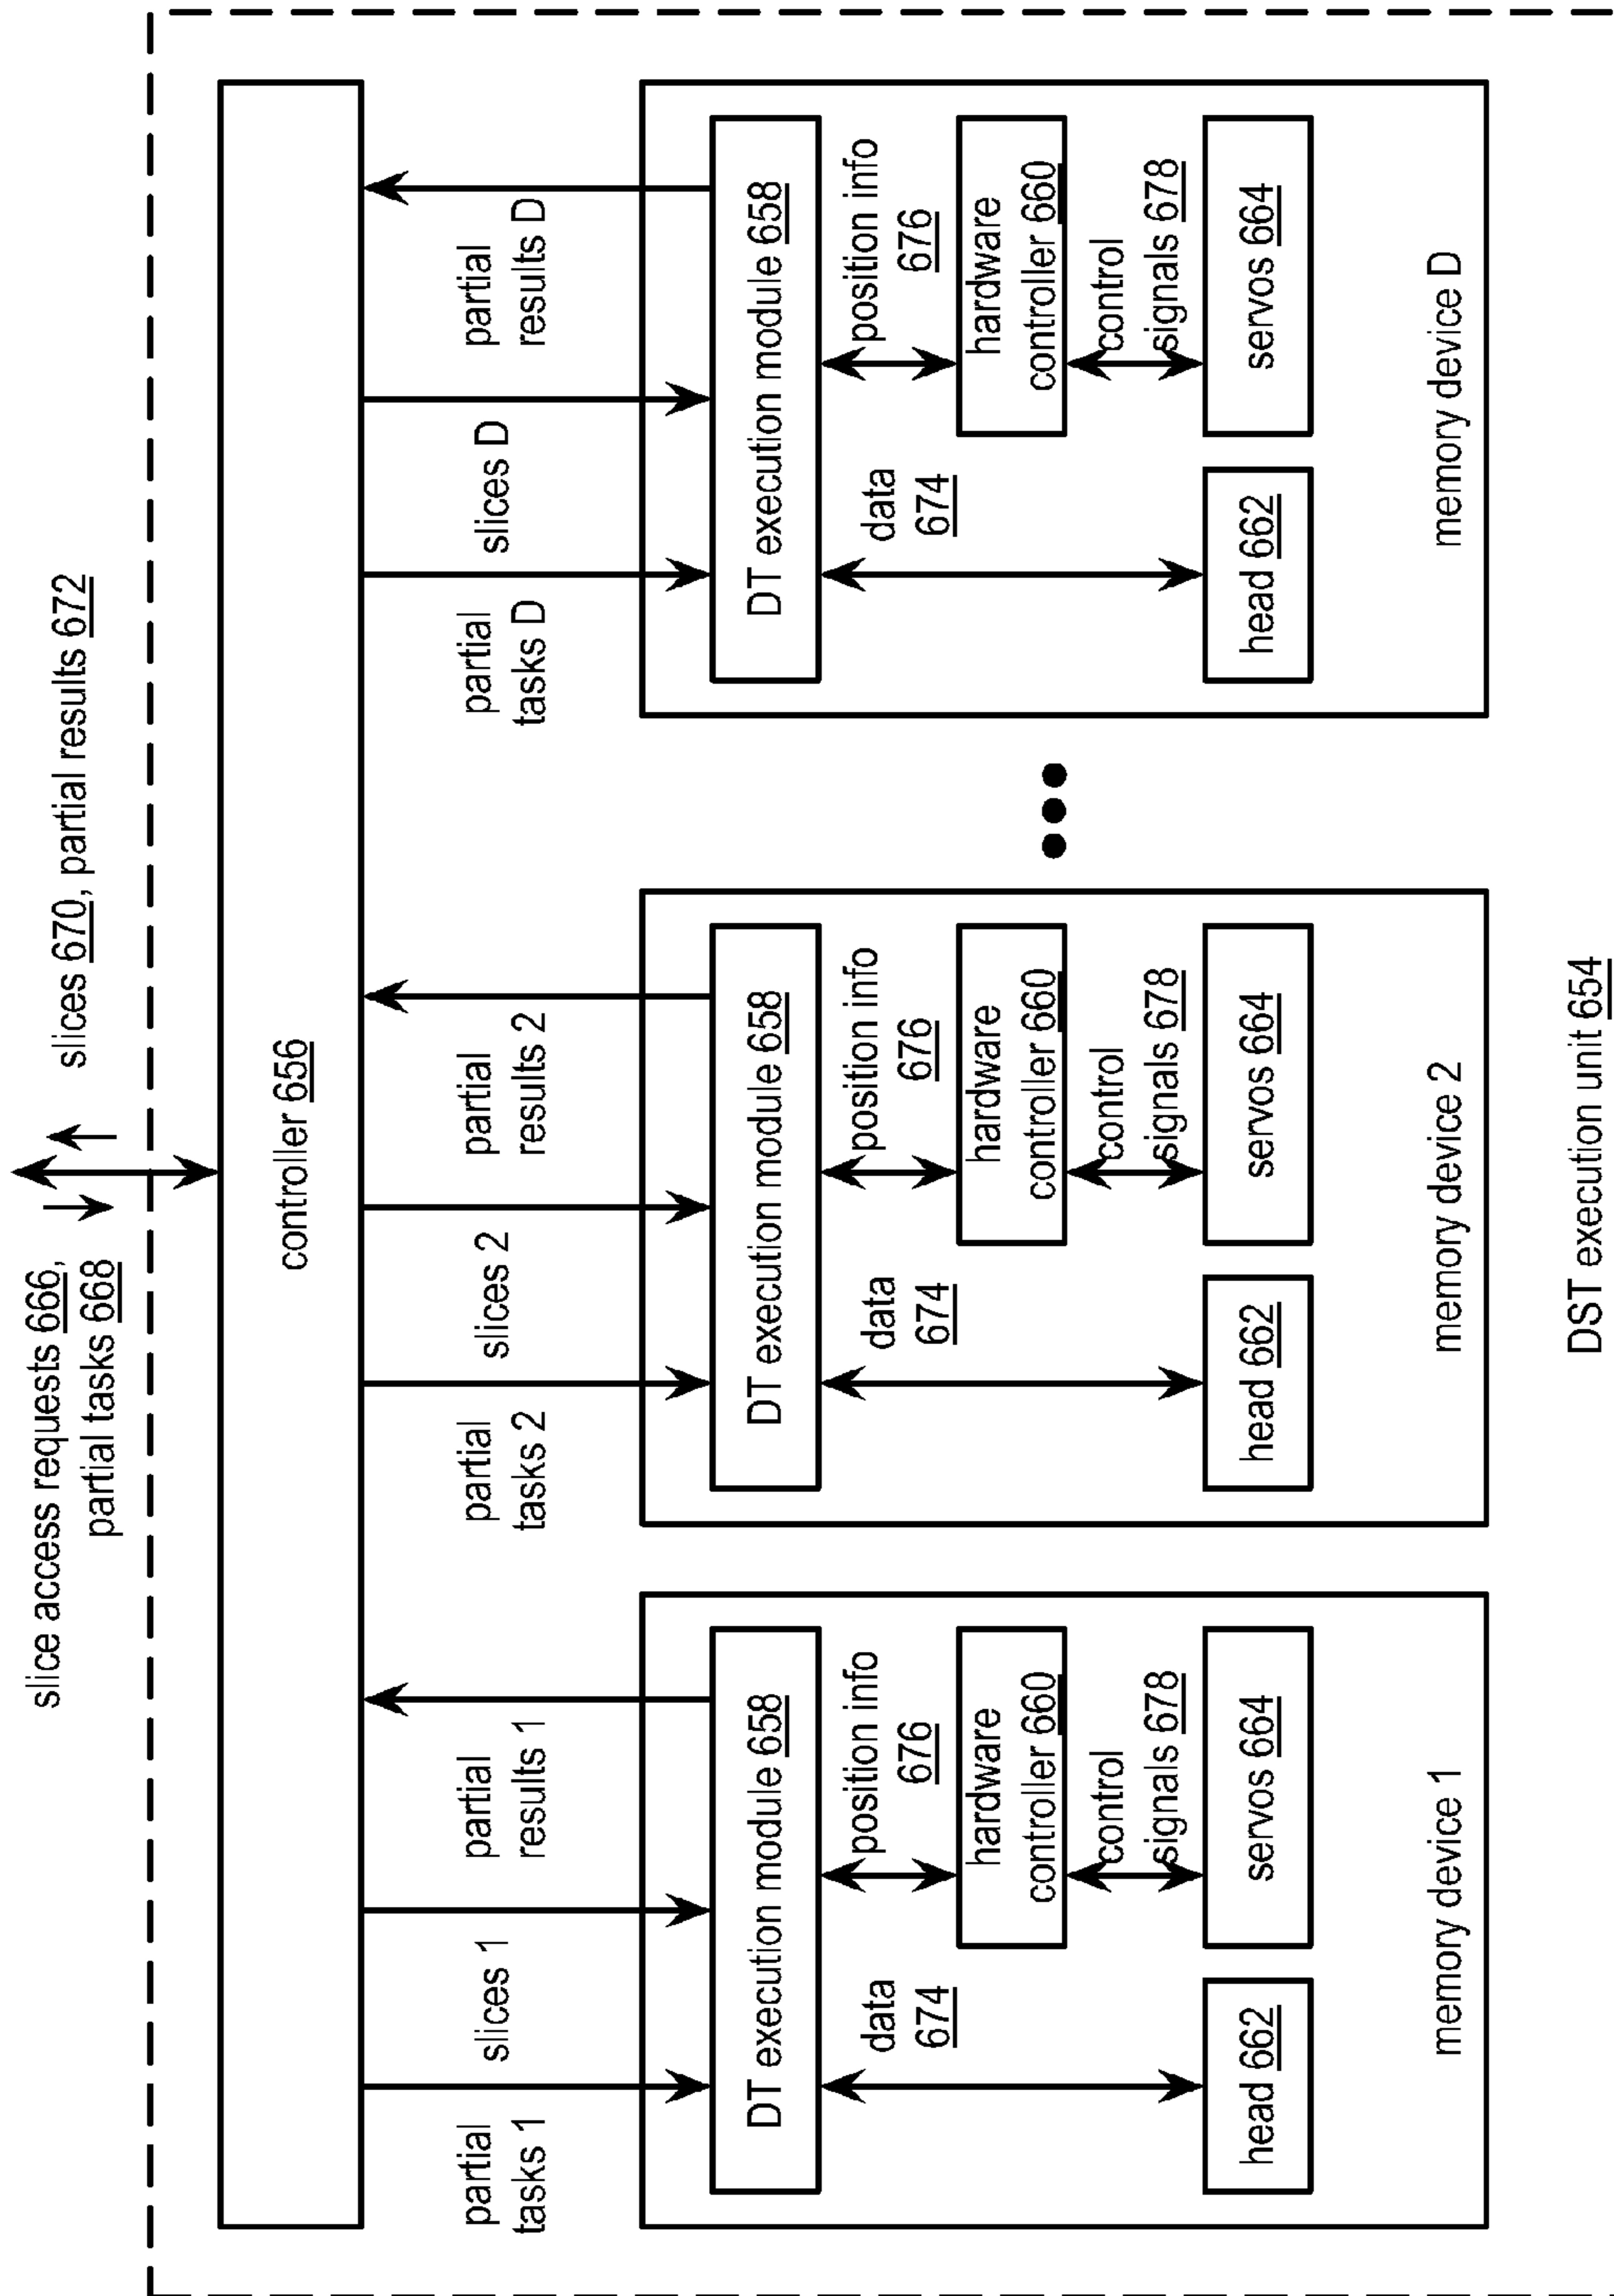 slice access requests 666,
partial tasks 668
slices 670, partial results 672
controller 656
partial
tasks 1
slices 1
partial
results 1
partial
tasks 2
slices 2
partial
results 2
partial
tasks D
slices D
partial
results D
DT execution module 658
data
674
position info
676
hardware
controller 660
control
signals 678
head 662
servos 664
memory device 1
DT execution module 658
data
674
position info
676
hardware
controller 660
control
signals 678
head 662
servos 664
memory device 2
DT execution module 658
data
674
position info
676
hardware
controller 660
control
signals 678
head 662
servos 664
memory device D
DST execution unit 654